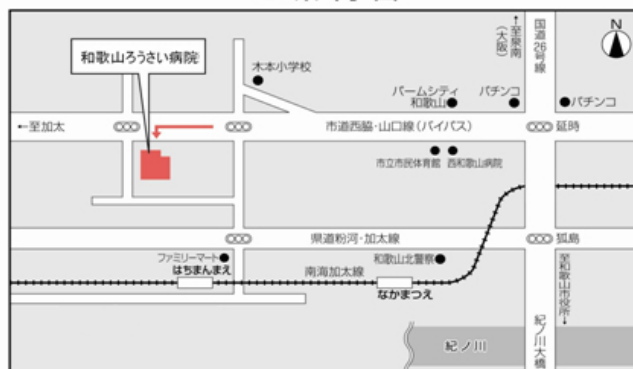 和歌山ろうさい病院
木本小学校
↑至泉南
(大阪)
国道26号線
N
パームシティ
和歌山
パチンコ
パチンコ
←至加太
市道西脇・山口線(バイパス)
延時
市立市民体育館
西和歌山病院
県道粉河・加太線
狐島
ファミリーマート
はちまんまえ
南海加太線
和歌山北警察
なかまつえ
至和歌山市役所→
紀ノ川
紀ノ川大橋